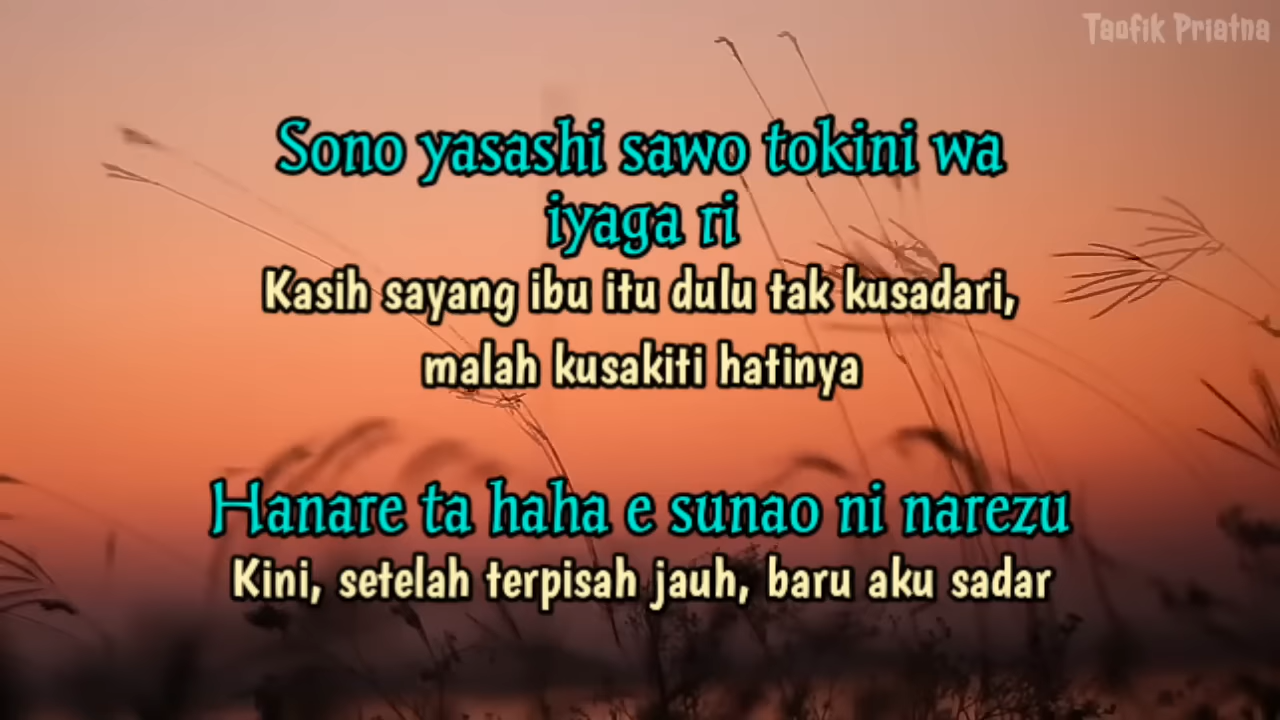 Taofik Priatna
Sono yasashi sawo tokini wa
iyaga ri
Kasih sayang ibu itu dulu tak kusadari,
malah kusakiti hatinya
Hanare ta haha e sunao ni narezu
Kini, setelah terpisah jauh, baru aku sadar